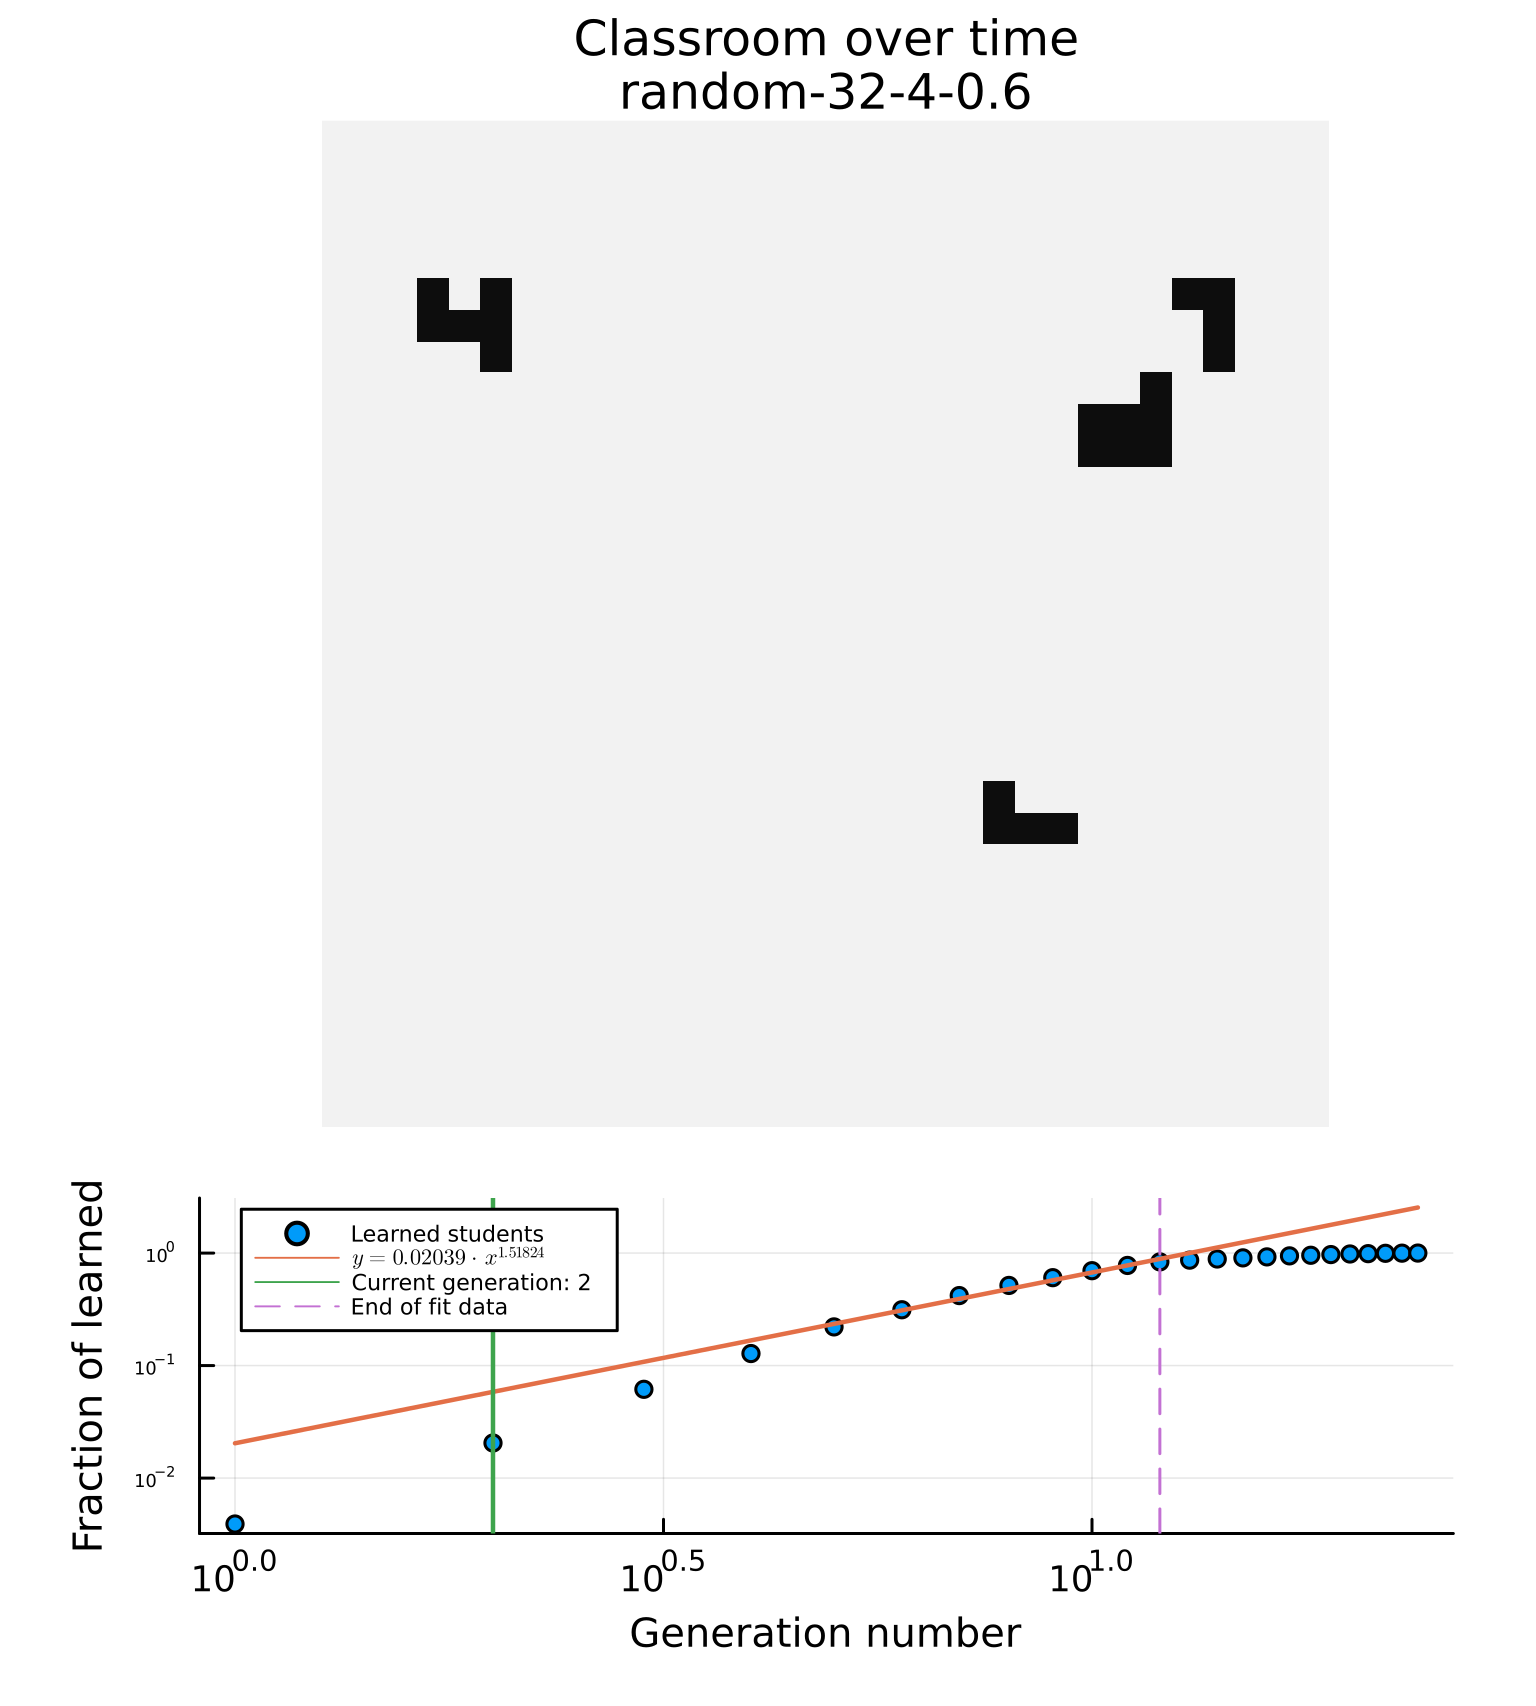 Classroom over time
random-32-4-0.6
Fraction of learned
10⁰
10⁻¹
10⁻²
Learned students
y = 0.02039 · x^1.51824
Current generation: 2
End of fit data
10^0.0
10^0.5
10^1.0
Generation number